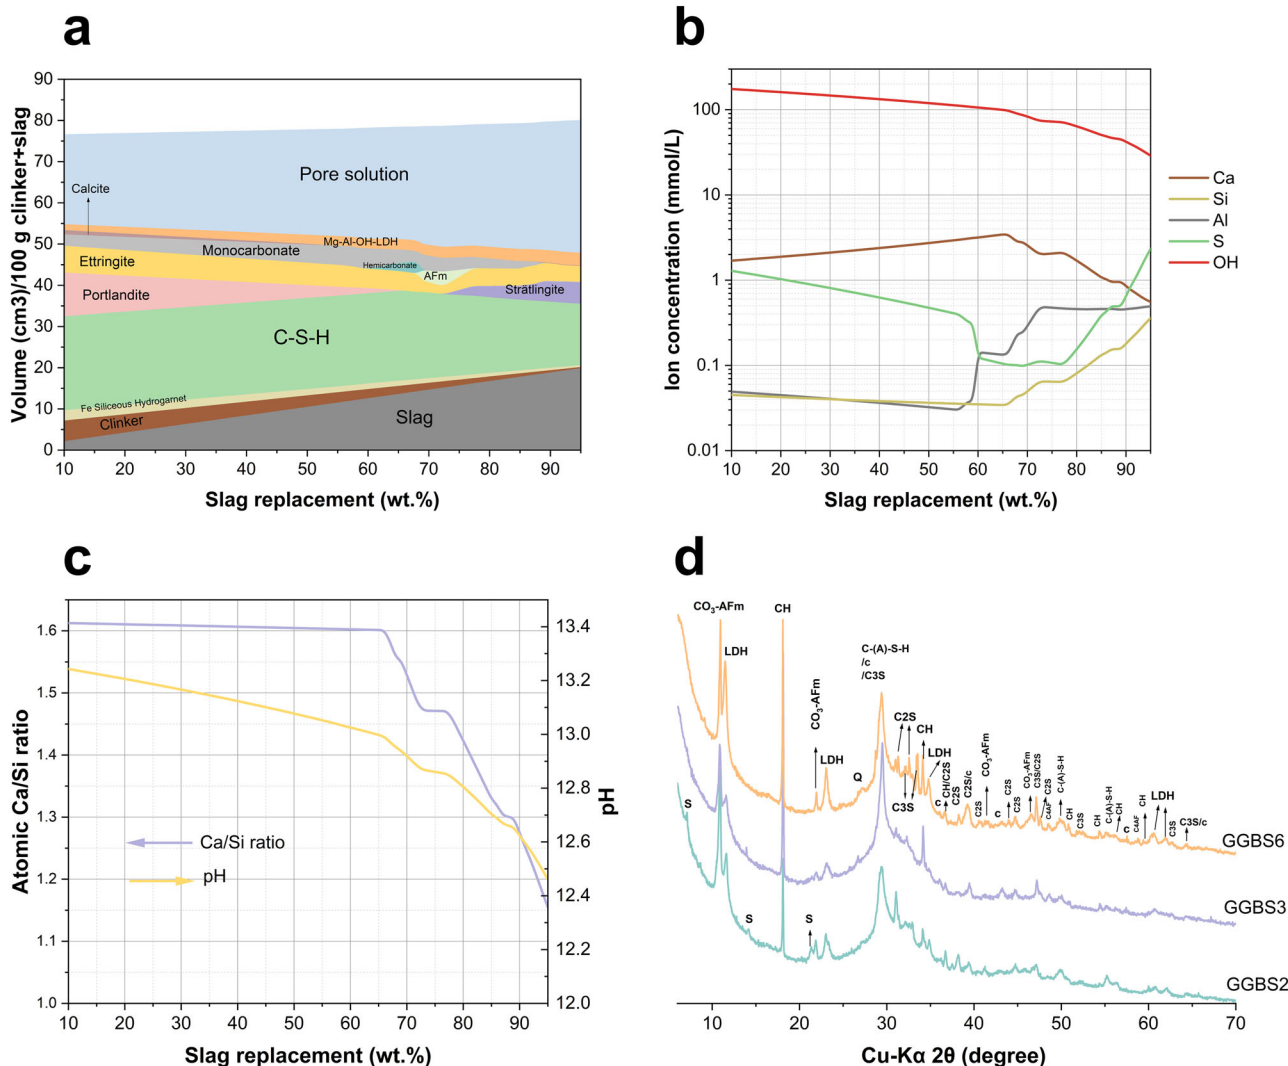 a
Volume (cm3)/100 g clinker+slag
90
80
70
60
50
40
30
20
10
0
Pore solution
Calcite
Mg-Al-OH-LDH
Monocarbonate
Hemicarbonate
Ettringite
AFm
Portlandite
Strätlingite
C-S-H
Fe Siliceous Hydrogarnet
Clinker
Slag
10 20 30 40 50 60 70 80 90
Slag replacement (wt.%)
b
Ion concentration (mmol/L)
100
10
1
0.1
0.01
Ca
Si
Al
S
OH
10 20 30 40 50 60 70 80 90
Slag replacement (wt.%)
c
Atomic Ca/Si ratio
1.6
1.5
1.4
1.3
1.2
1.1
1.0
Ca/Si ratio
pH
13.4
13.2
13.0
12.8
12.6
12.4
12.2
12.0
pH
10 20 30 40 50 60 70 80 90
Slag replacement (wt.%)
d
CO₃-AFm
CH
LDH
CO₃-AFm
LDH
Q
C-(A)-S-H
/c
/C3S
C2S
C3S
CH
LDH
c
CH/C2S
C2S
C2S/c
C2S
CO₃-AFm
c
C2S
C2S
CO₃-AFm
C3S/C2S
C2S
C4AF
C-(A)-S-H
CH
C3S
CH
C-(A)-S-H
CH
c
C4AF
CH
LDH
C3S
C3S/c
GGBS6
S
GGBS3
S
S
GGBS2
10 20 30 40 50 60 70
Cu-Kα 2θ (degree)